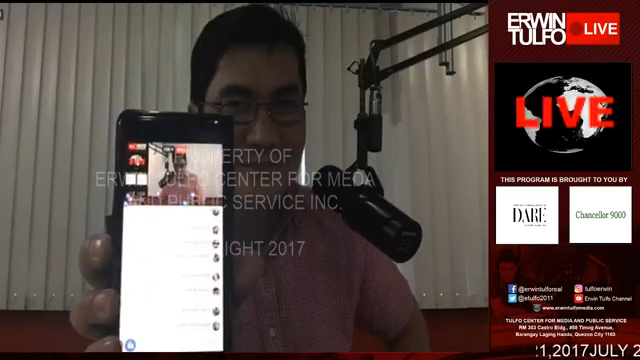 ERWIN
TULFO
LIVE
LIVE
PROPERTY OF
ERWIN TULFO CENTER FOR MEDA
AND PUBLIC SERVICE INC.
COPYRIGHT 2017
THIS PROGRAM IS BROUGHT TO YOU BY
DARE
Chancellor 9000
@erwintulforeal
tulfoerwin
@etulfo2011
Erwin Tulfo Channel
www.erwintulfomedia.com
TULFO CENTER FOR MEDIA AND PUBLIC SERVICE
RM 303 Castro Bldg., #58 Timog Avenue,
Barangay Laging Handa, Quezon City 1103
1,2017JULY 2